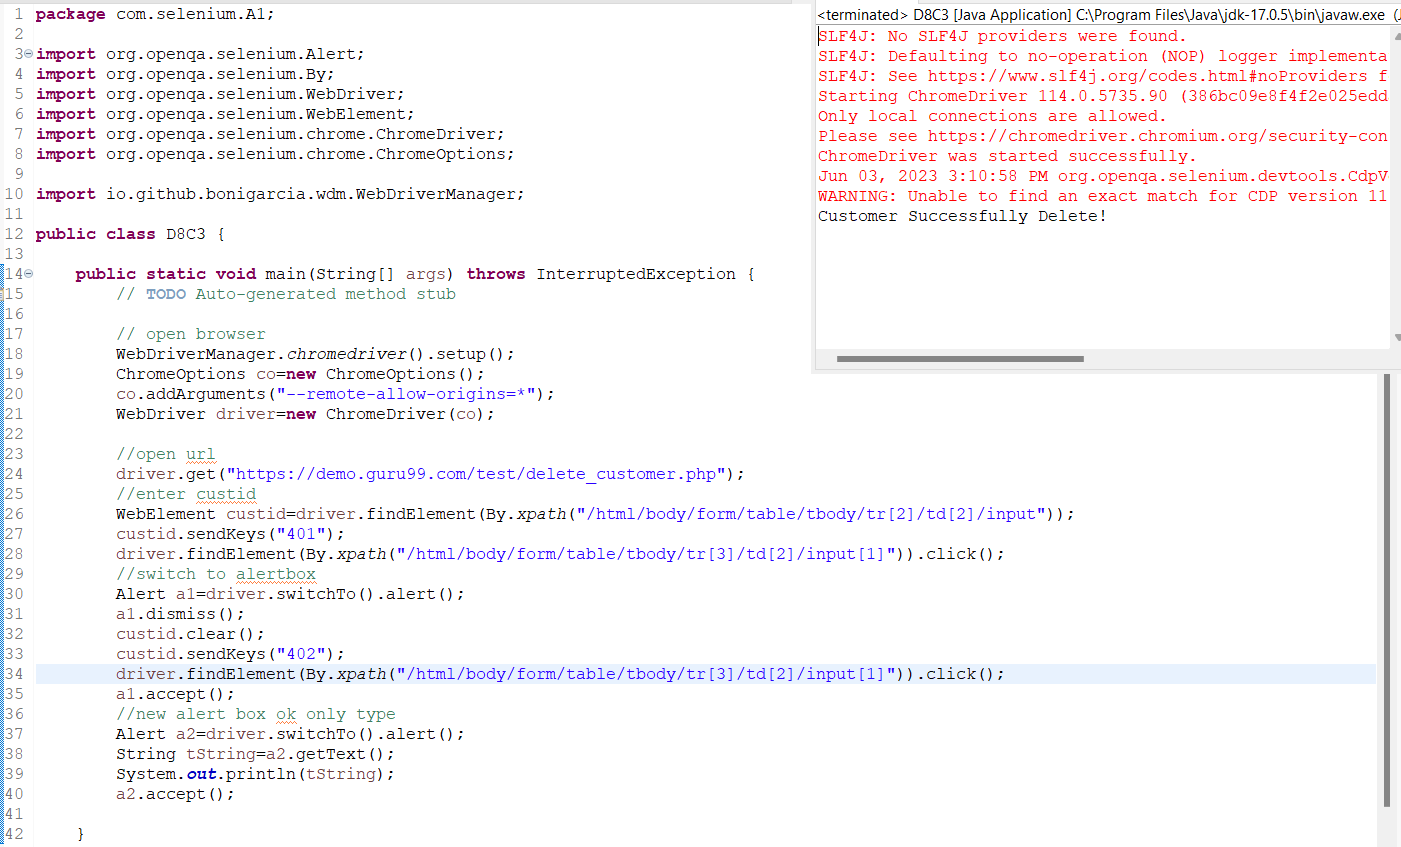 1 package com.selenium.A1;
2
3 import org.openqa.selenium.Alert;
4 import org.openqa.selenium.By;
5 import org.openqa.selenium.WebDriver;
6 import org.openqa.selenium.WebElement;
7 import org.openqa.selenium.chrome.ChromeDriver;
8 import org.openqa.selenium.chrome.ChromeOptions;
9
10 import io.github.bonigarcia.wdm.WebDriverManager;
11
12 public class D8C3 {
13
14     public static void main(String[] args) throws InterruptedException {
15         // TODO Auto-generated method stub
16
17         // open browser
18         WebDriverManager.chromedriver().setup();
19         ChromeOptions co=new ChromeOptions();
20         co.addArguments("--remote-allow-origins=*");
21         WebDriver driver=new ChromeDriver(co);
22
23         //open url
24         driver.get("https://demo.guru99.com/test/delete_customer.php");
25         //enter custid
26         WebElement custid=driver.findElement(By.xpath("/html/body/form/table/tbody/tr[2]/td[2]/input"));
27         custid.sendKeys("401");
28         driver.findElement(By.xpath("/html/body/form/table/tbody/tr[3]/td[2]/input[1]")).click();
29         //switch to alertbox
30         Alert a1=driver.switchTo().alert();
31         a1.dismiss();
32         custid.clear();
33         custid.sendKeys("402");
34         driver.findElement(By.xpath("/html/body/form/table/tbody/tr[3]/td[2]/input[1]")).click();
35         a1.accept();
36         //new alert box ok only type
37         Alert a2=driver.switchTo().alert();
38         String tString=a2.getText();
39         System.out.println(tString);
40         a2.accept();
41
42     }
<terminated> D8C3 [Java Application] C:\Program Files\Java\jdk-17.0.5\bin\javaw.exe (J
SLF4J: No SLF4J providers were found.
SLF4J: Defaulting to no-operation (NOP) logger implementa
SLF4J: See https://www.slf4j.org/codes.html#noProviders f
Starting ChromeDriver 114.0.5735.90 (386bc09e8f4f2e025edd
Only local connections are allowed.
Please see https://chromedriver.chromium.org/security-con
ChromeDriver was started successfully.
Jun 03, 2023 3:10:58 PM org.openqa.selenium.devtools.CdpV
WARNING: Unable to find an exact match for CDP version 11
Customer Successfully Delete!